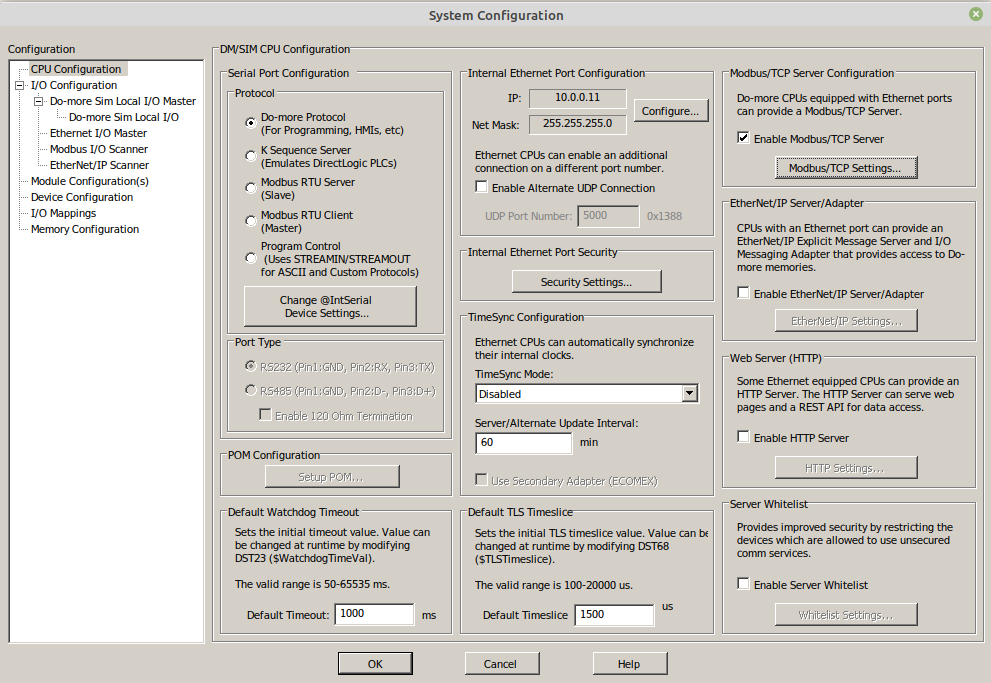 System Configuration
Configuration
CPU Configuration
I/O Configuration
Do-more Sim Local I/O Master
Do-more Sim Local I/O
Ethernet I/O Master
Modbus I/O Scanner
EtherNet/IP Scanner
Module Configuration(s)
Device Configuration
I/O Mappings
Memory Configuration
DM/SIM CPU Configuration
Serial Port Configuration
Protocol
Do-more Protocol
(For Programming, HMIs, etc)
K Sequence Server
(Emulates DirectLogic PLCs)
Modbus RTU Server
(Slave)
Modbus RTU Client
(Master)
Program Control
(Uses STREAMIN/STREAMOUT
for ASCII and Custom Protocols)
Change @IntSerial
Device Settings...
Port Type
RS232 (Pin1:GND, Pin2:RX, Pin3:TX)
RS485 (Pin1:GND, Pin2:D-, Pin3:D+)
Enable 120 Ohm Termination
POM Configuration
Setup POM...
Default Watchdog Timeout
Sets the initial timeout value. Value can
be changed at runtime by modifying
DST23 ($WatchdogTimeVal).
The valid range is 50-65535 ms.
Default Timeout: 1000 ms
Internal Ethernet Port Configuration
IP: 10.0.0.11
Net Mask: 255.255.255.0
Configure...
Ethernet CPUs can enable an additional
connection on a different port number.
Enable Alternate UDP Connection
UDP Port Number: 5000 0x1388
Internal Ethernet Port Security
Security Settings...
TimeSync Configuration
Ethernet CPUs can automatically synchronize
their internal clocks.
TimeSync Mode:
Disabled
Server/Alternate Update Interval:
60 min
Use Secondary Adapter (ECOMEX)
Default TLS Timeslice
Sets the initial TLS timeslice value. Value can be
changed at runtime by modifying DST68
($TLSTimeslice).
The valid range is 100-20000 us.
Default Timeslice 1500 us
Modbus/TCP Server Configuration
Do-more CPUs equipped with Ethernet ports
can provide a Modbus/TCP Server.
Enable Modbus/TCP Server
Modbus/TCP Settings...
EtherNet/IP Server/Adapter
CPUs with an Ethernet port can provide an
EtherNet/IP Explicit Message Server and I/O
Messaging Adapter that provides access to Do-
more memories.
Enable EtherNet/IP Server/Adapter
EtherNet/IP Settings...
Web Server (HTTP)
Some Ethernet equipped CPUs can provide an
HTTP Server. The HTTP Server can serve web
pages and a REST API for data access.
Enable HTTP Server
HTTP Settings...
Server Whitelist
Provides improved security by restricting the
devices which are allowed to use unsecured
comm services.
Enable Server Whitelist
Whitelist Settings...
OK
Cancel
Help